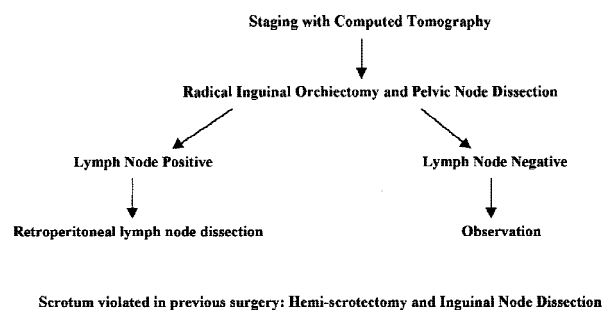 Staging with Computed Tomography
Radical Inguinal Orchiectomy and Pelvic Node Dissection
Lymph Node Positive
Lymph Node Negative
Retroperitoneal lymph node dissection
Observation
Scrotum violated in previous surgery: Hemi-scrotectomy and Inguinal Node Dissection